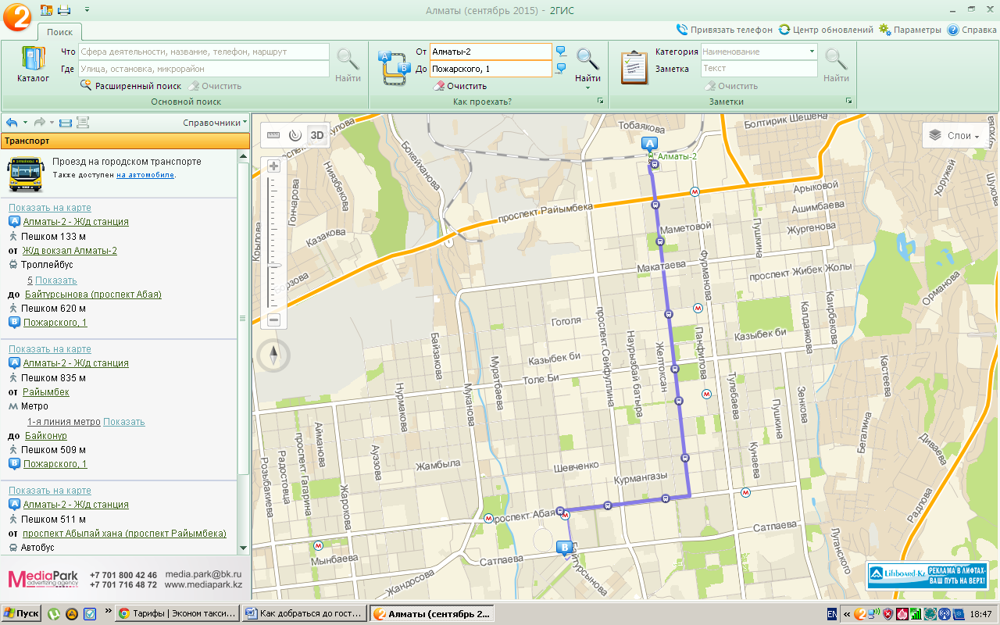 Алматы (сентябрь 2015) - 2ГИС
Поиск
Привязать телефон
Центр обновлений
Параметры
Справка
Каталог
Что
Сфера деятельности, название, телефон, маршрут
Где
Улица, остановка, микрорайон
Расширенный поиск
Очистить
Найти
Основной поиск
От
Алматы-2
До
Пожарского, 1
Очистить
Найти
Как проехать?
Категория
Наименование
Заметка
Текст
Очистить
Найти
Заметки
Справочники
Транспорт
Проезд на городском транспорте
Также доступен на автомобиле.
Показать на карте
A Алматы-2 - Ж/д станция
Пешком 133 м
от Ж/д вокзал Алматы-2
Троллейбус
5 Показать
до Байтурсынова (проспект Абая)
Пешком 620 м
B Пожарского, 1
Показать на карте
A Алматы-2 - Ж/д станция
Пешком 835 м
от Райымбек
Метро
1-я линия метро Показать
до Байконур
Пешком 509 м
B Пожарского, 1
Показать на карте
A Алматы-2 - Ж/д станция
Пешком 511 м
от проспект Абылай хана (проспект Райымбека)
Автобус
MediaPark
advertizing agency
+7 701 800 42 46
+7 701 716 48 72
media.park@bk.ru
www.mediapark.kz
3D
Слои
Тобаякова
Болтирик Шешена
A
Алматы-2
Бокейханова
Ниязбекова
Гончарова
Казакова
Крылова
проспект Райымбека
Арыковой
Ашимбаева
Жургенова
Пушкина
Хоружей
Шухова
Маметовой
Макатаева
Фурманова
проспект Жибек Жолы
Орманова
Каирбекова
Калдаякова
Гоголя
проспект Сейфуллина
Наурызбай батыра
Желтоксан
Панфилова
Казыбек би
Казыбек би
Толе Би
Байзакова
Муратбаева
Муканова
Нурмакова
Тулебаева
Пушкина
Зенкова
Кастеева
Бегалина
Диваева
Айманова
проспект Гагарина
Радостовца
Розыбакиева
Жарокова
Ауэзова
Жамбыла
Шевченко
Курмангазы
Кунаева
проспект Абая
Сатпаева
Сатпаева
B
Байтурсынова
Мынбаева
Жандосова
Луганского
Радлова
Liftboard.Kz
РЕКЛАМА В ЛИФТАХ-
ВАШ ПУТЬ НА ВЕРХ!
Пуск
Тарифы | Эконом такси...
Как добраться до гост...
Алматы (сентябрь 2...
EN
18:47